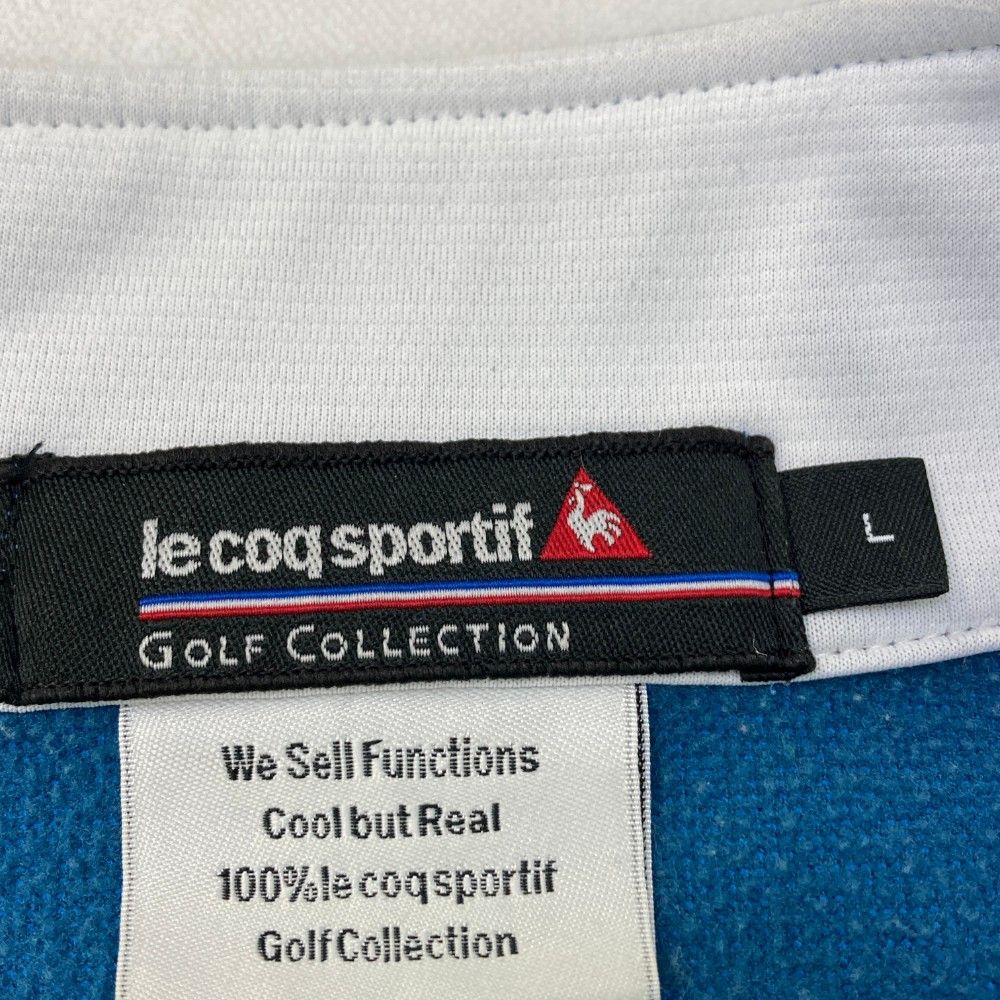 le coq sportif
GOLF COLLECTION
L
We Sell Functions
Cool but Real
100% le coq sportif
Golf Collection